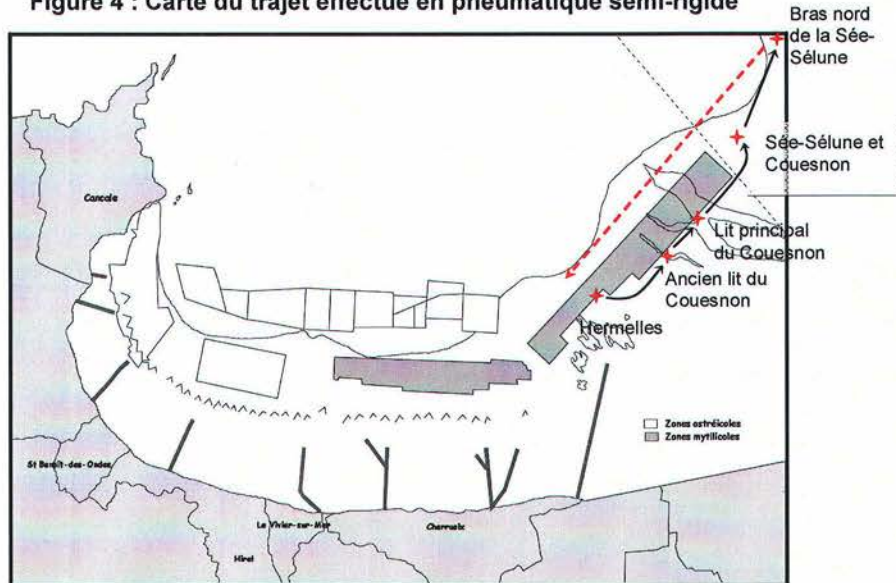 Figure 4 : Carte du trajet effectué en pneumatique semi-rigide
Bras nord
de la Sée-
Sélune
Sée-Sélune et
Couesnon
Cancale
Lit principal
du Couesnon
Ancien lit du
Couesnon
Hermelles
Zones ostréicoles
Zones mytilicoles
St Benoît-des-Ondes
Le Vivier-sur-Mer
Cherrueix
Hirel